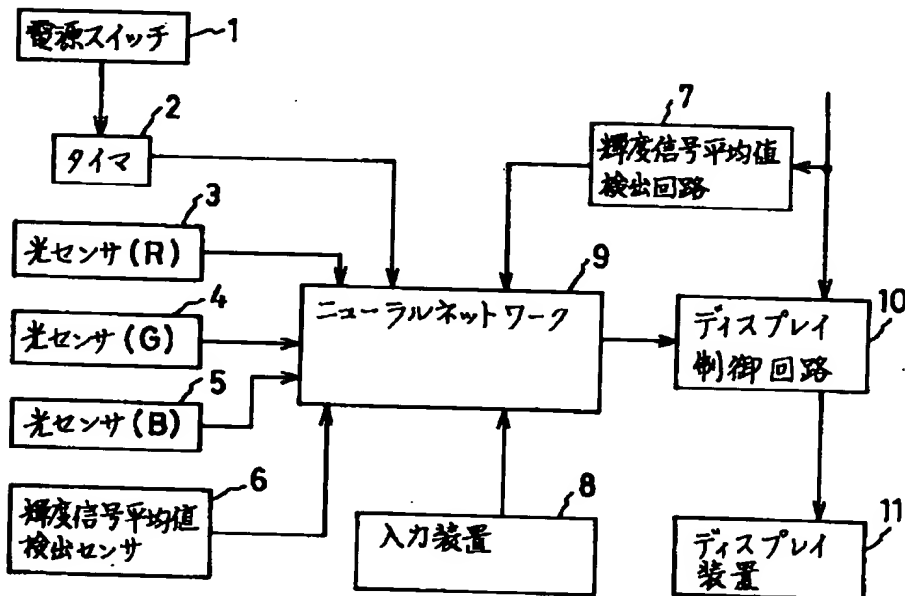 電源スイッチ
1
タイマ
2
光センサ(R)
3
光センサ(G)
4
光センサ(B)
5
輝度信号平均値
検出センサ
6
輝度信号平均値
検出回路
7
入力装置
8
ニューラルネットワーク
9
ディスプレイ
制御回路
10
ディスプレイ
装置
11